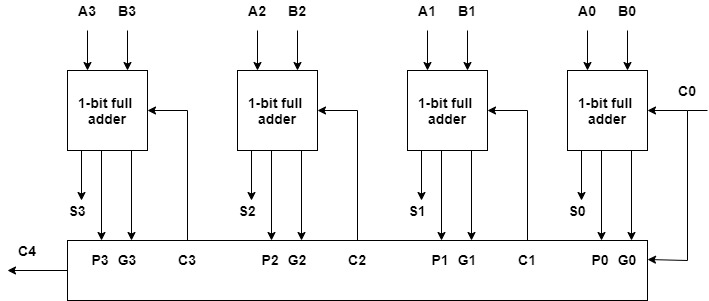 A3 B3 A2 B2 A1 B1 A0 B0
C0
1-bit full
adder
1-bit full
adder
1-bit full
adder
1-bit full
adder
S3 S2 S1 S0
C4
P3 G3 C3 P2 G2 C2 P1 G1 C1 P0 G0